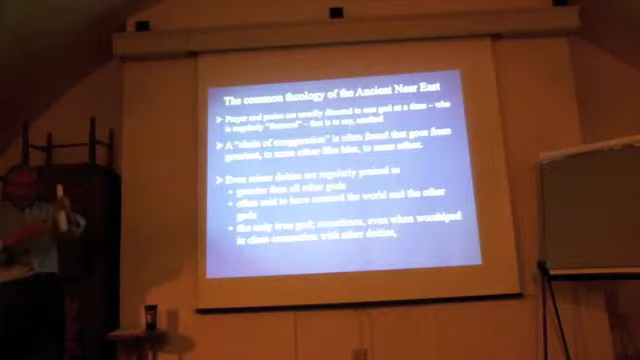 The common theology of the Ancient Near East
Prayer and praise are usually directed to one god at a time – who
is regularly "flattered" – that is to say, exalted
A "chain of exaggeration" is often found that goes from
greatest, to none other like him, to none other.
Even minor deities are regularly praised as
greater than all other gods
often said to have created the world and the other
gods
the only true god; sometimes, even when worshiped
in close connection with other deities,